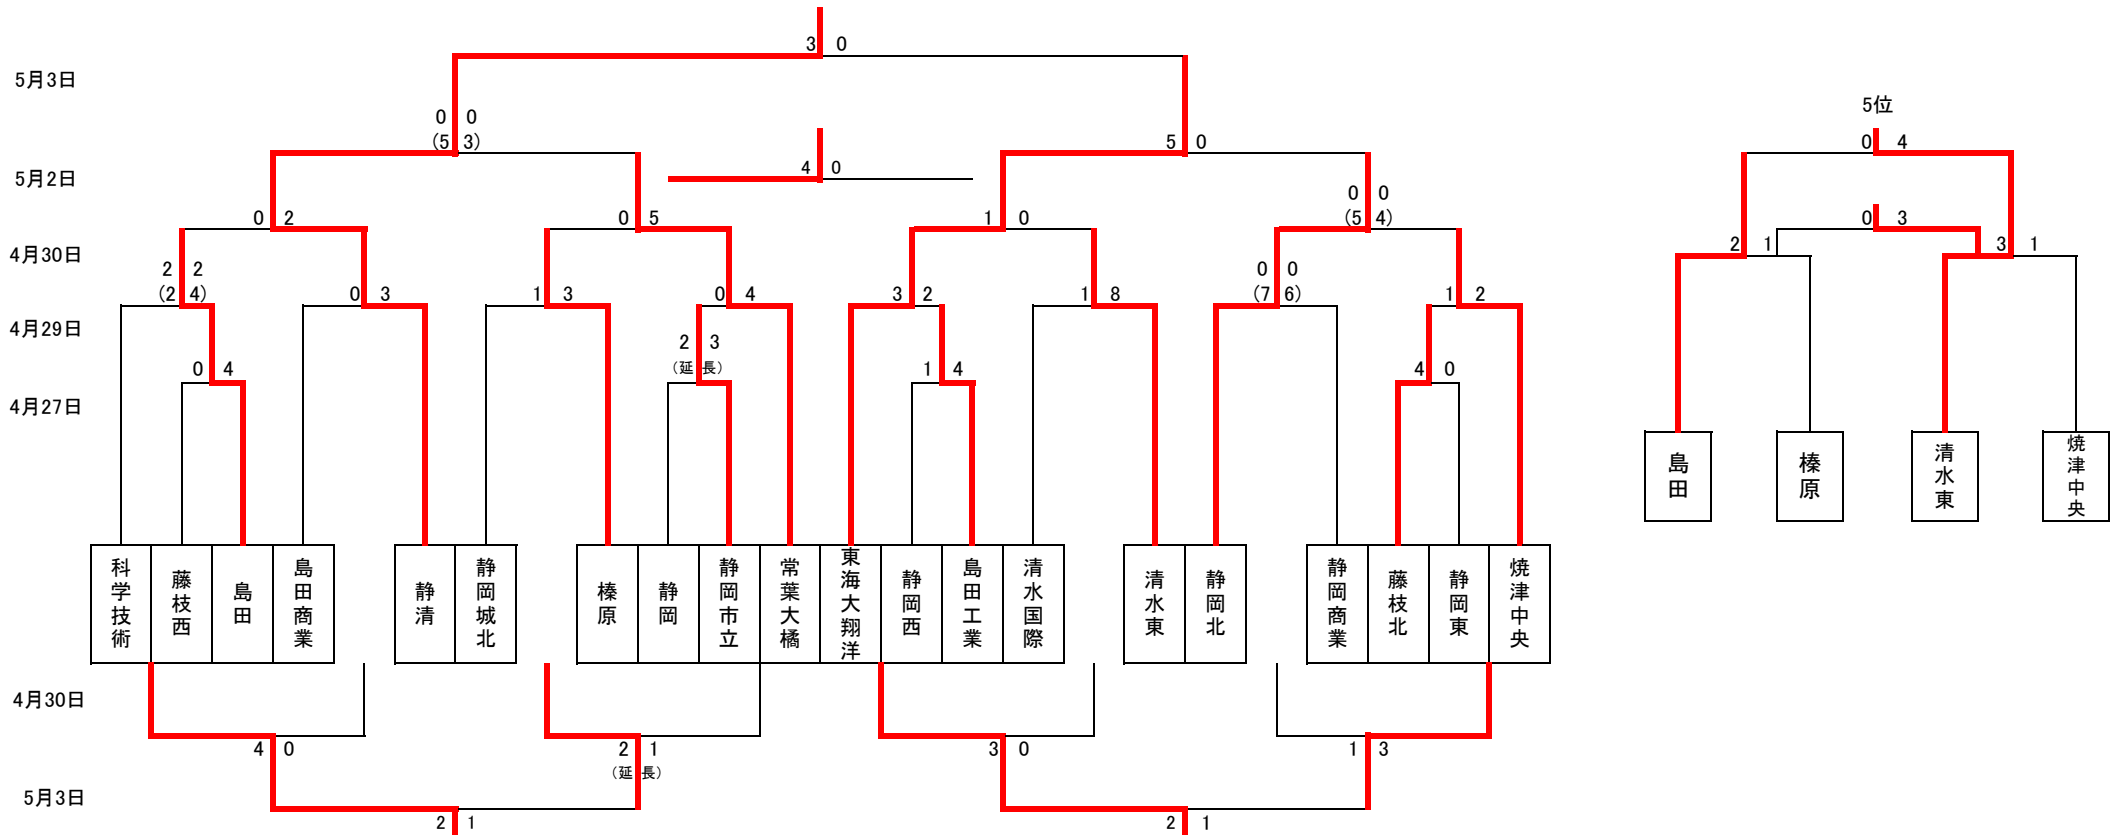 3 0
5月3日
5位
0 0
(5 3)
5 0
0 4
4 0
5月2日
0 0
(5 4)
0 2
0 5
1 0
0 3
4月30日
2 1
3 1
2 2
(2 4)
0 3
1 3
0 4
3 2
1 8
0 0
(7 6)
1 2
4月29日
2 3
(延長)
0 4
1 4
4 0
4月27日
島田
榛原
清水東
焼津中央
科学技術
藤枝西
島田
島田商業
静清
静岡城北
榛原
静岡
静岡市立
常葉大橘
東海大翔洋
静岡西
島田工業
清水国際
清水東
静岡北
静岡商業
藤枝北
静岡東
焼津中央
4月30日
4 0
2 1
(延長)
3 0
1 3
5月3日
2 1
2 1